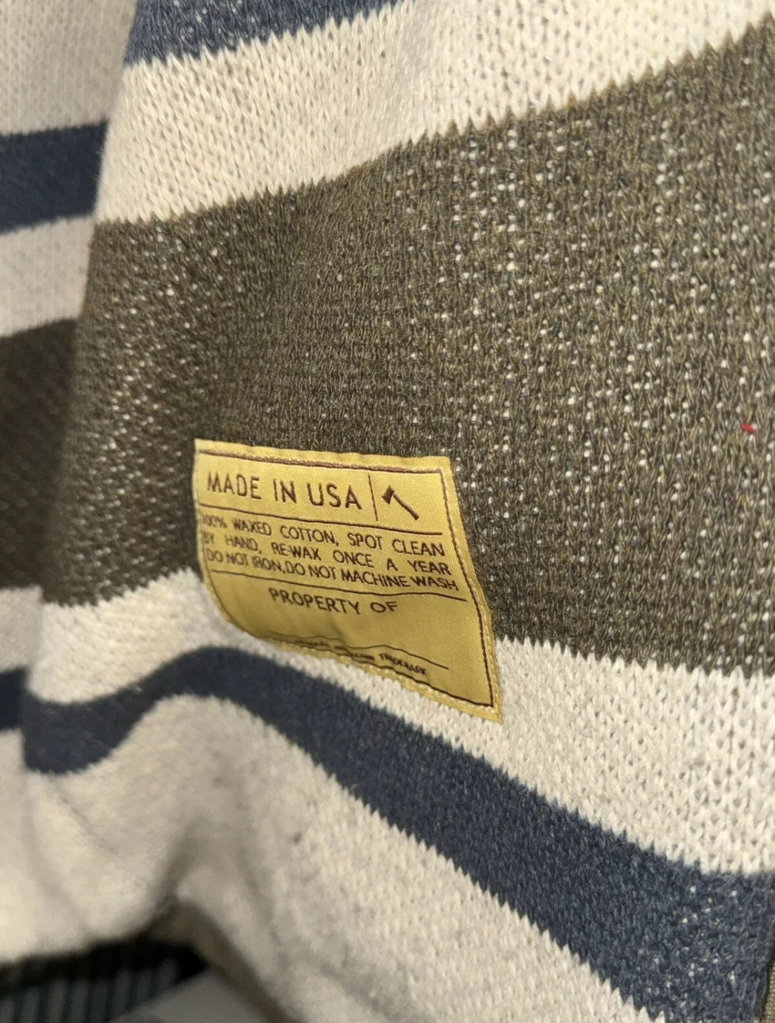 MADE IN USA
100% WAXED COTTON, SPOT CLEAN
BY HAND, RE-WAX ONCE A YEAR
DO NOT IRON, DO NOT MACHINE WASH
PROPERTY OF
TRADEMARK